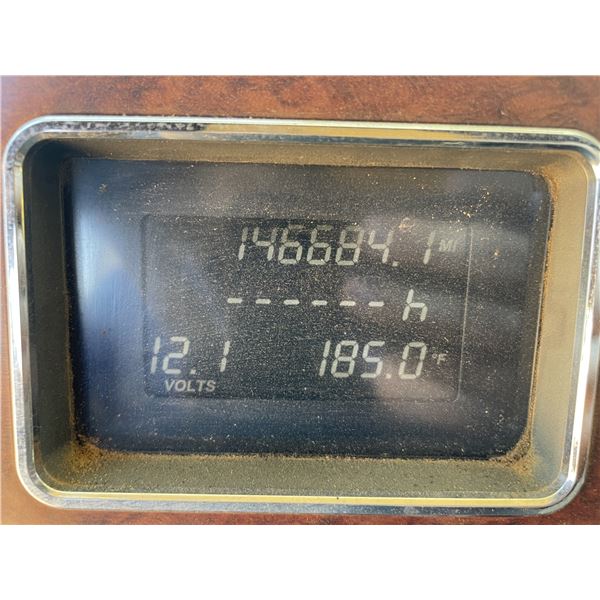 146684.1 MI
------ h
12.1 185.0 °F
VOLTS